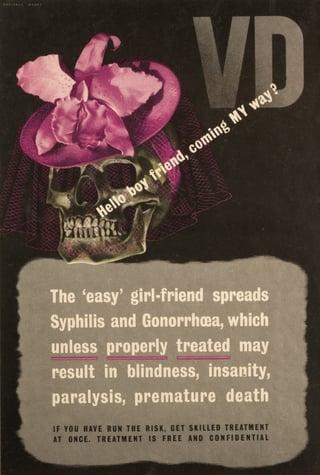 VD
Hello boy friend, coming MY way?
The 'easy' girl-friend spreads
Syphilis and Gonorrhœa, which
unless properly treated may
result in blindness, insanity,
paralysis, premature death
IF YOU HAVE RUN THE RISK, GET SKILLED TREATMENT
AT ONCE. TREATMENT IS FREE AND CONFIDENTIAL